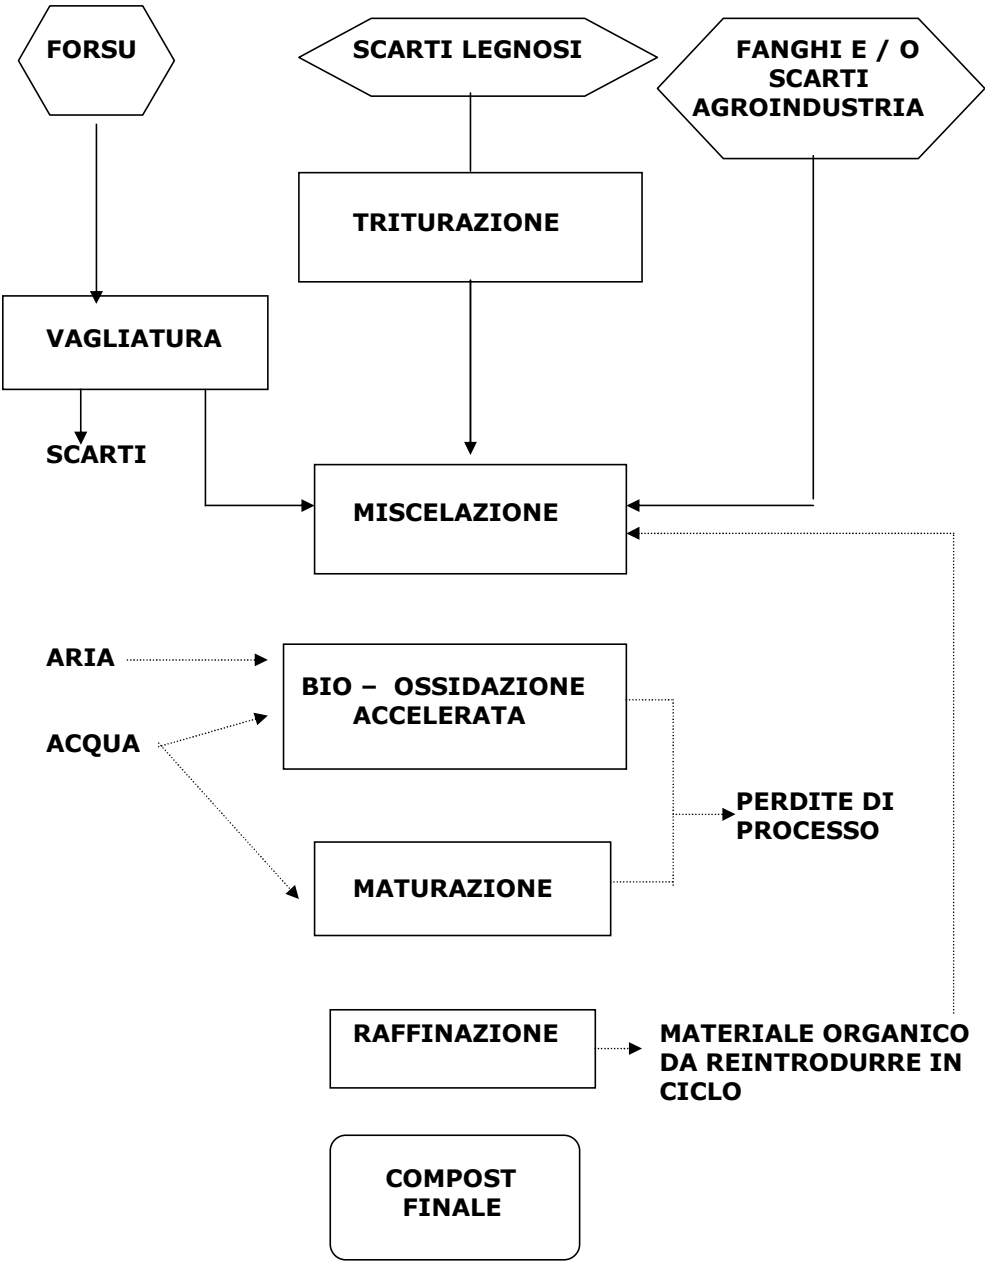 FORSU
SCARTI LEGNOSI
FANGHI E / O
SCARTI
AGROINDUSTRIA
TRITURAZIONE
VAGLIATURA
SCARTI
MISCELAZIONE
ARIA
BIO – OSSIDAZIONE
ACCELERATA
ACQUA
PERDITE DI
PROCESSO
MATURAZIONE
RAFFINAZIONE
MATERIALE ORGANICO
DA REINTRODURRE IN
CICLO
COMPOST
FINALE